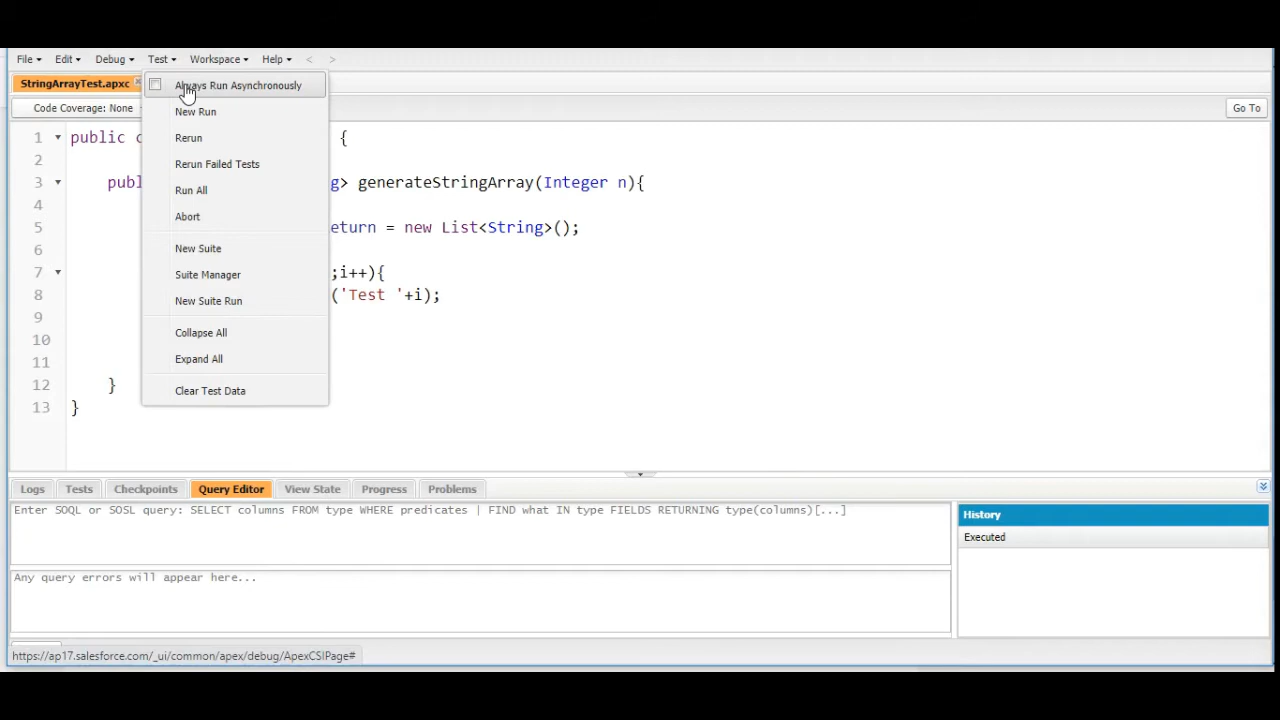 File Edit Debug Test Workspace Help < >
StringArrayTest.apxc
Always Run Asynchronously
Code Coverage: None
New Run
Go To
1 public {
Rerun
2
Rerun Failed Tests
3 > generateStringArray(Integer n){
Run All
4
Abort
5 = new List<String>();
6
New Suite
7 ;i++){
Suite Manager
8 ('Test '+i);
New Suite Run
9
10
Collapse All
11
Expand All
12 }
Clear Test Data
13 }
Logs Tests Checkpoints Query Editor View State Progress Problems
Enter SOQL or SOSL query: SELECT columns FROM type WHERE predicates | FIND what IN type FIELDS RETURNING type(columns)[...]
History
Executed
Any query errors will appear here...
https://ap17.salesforce.com/_ui/common/apex/debug/ApexCSIPage#